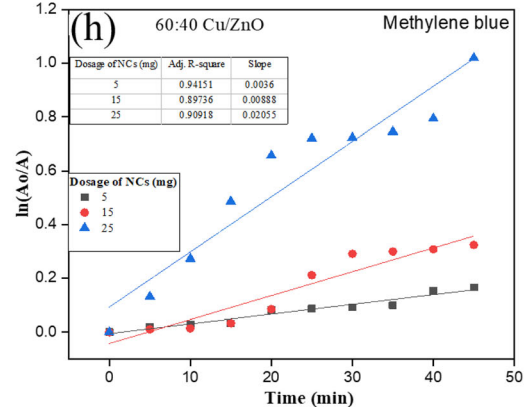 (h) 60:40 Cu/ZnO Methylene blue
Dosage of NCs (mg) Adj. R-square Slope
5 0.94151 0.0036
15 0.89736 0.00888
25 0.90918 0.02055
Dosage of NCs (mg)
5
15
25
ln(Ao/A)
1.2
1.0
0.8
0.6
0.4
0.2
0.0
0 10 20 30 40 50
Time (min)